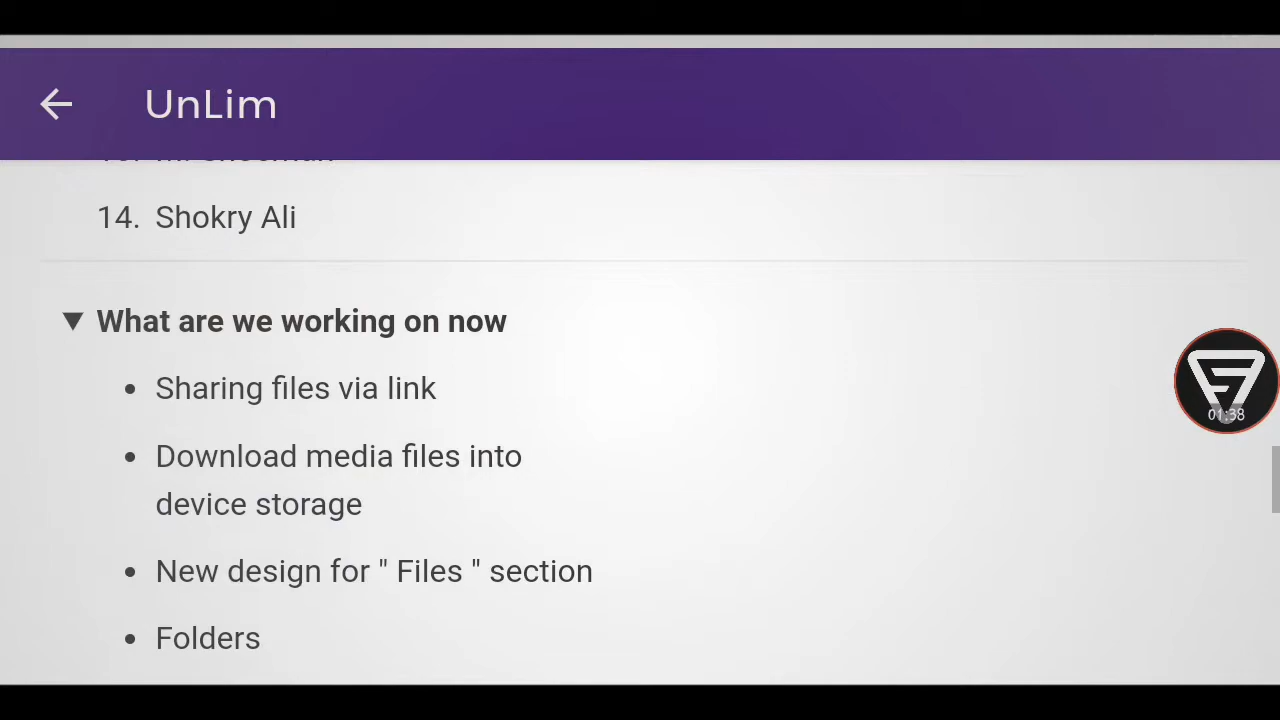 UnLim
14. Shokry Ali
▼ What are we working on now
• Sharing files via link
• Download media files into
device storage
• New design for " Files " section
• Folders
01:38